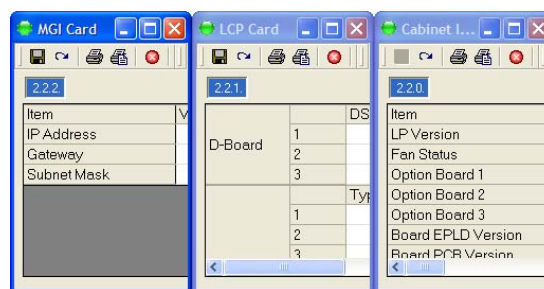 MGI Card
2.2.2.
Item
IP Address
Gateway
Subnet Mask
LCP Card
2.2.1.
DS
D-Board
1
2
3
Typ
1
2
3
Cabinet I...
2.2.0.
Item
LP Version
Fan Status
Option Board 1
Option Board 2
Option Board 3
Board EPLD Version
Board PCB Version